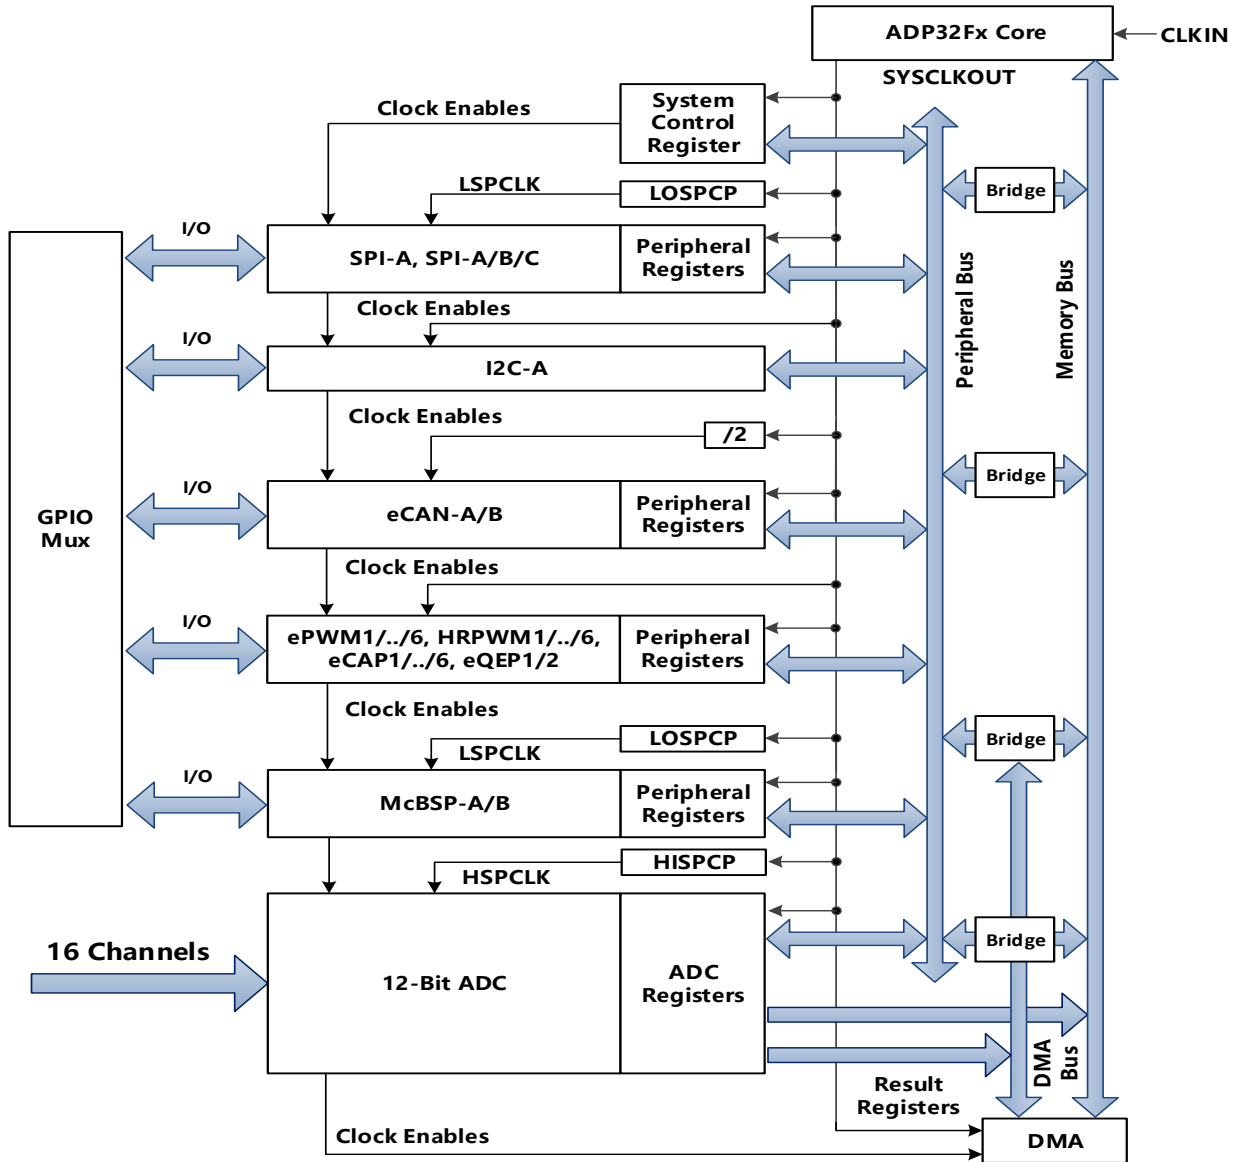 ADP32Fx Core
CLKIN
SYSCLKOUT
Clock Enables
System
Control
Register
LSPCLK
LOSPCP
Bridge
I/O
SPI-A, SPI-A/B/C
Peripheral
Registers
Peripheral Bus
Memory Bus
Clock Enables
I/O
I2C-A
Clock Enables
/2
Bridge
GPIO
Mux
I/O
eCAN-A/B
Peripheral
Registers
Clock Enables
I/O
ePWM1/../6, HRPWM1/../6,
eCAP1/../6, eQEP1/2
Peripheral
Registers
Clock Enables
LSPCLK
LOSPCP
Bridge
I/O
McBSP-A/B
Peripheral
Registers
HSPCLK
HISPCP
16 Channels
12-Bit ADC
ADC
Registers
Bridge
DMA
Bus
Result
Registers
Clock Enables
DMA